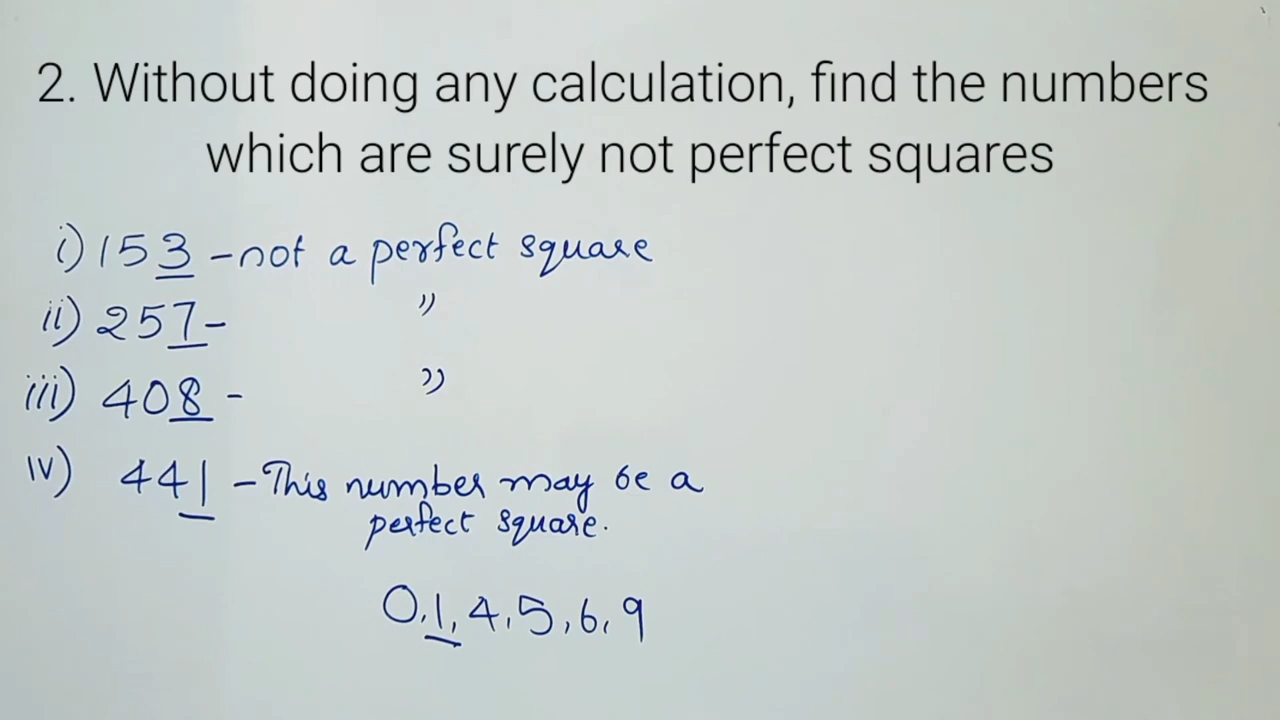 2. Without doing any calculation, find the numbers
which are surely not perfect squares
i) 153 - not a perfect square
ii) 257 - "
iii) 408 - "
iv) 441 - This number may be a
perfect square.
0, 1, 4, 5, 6, 9